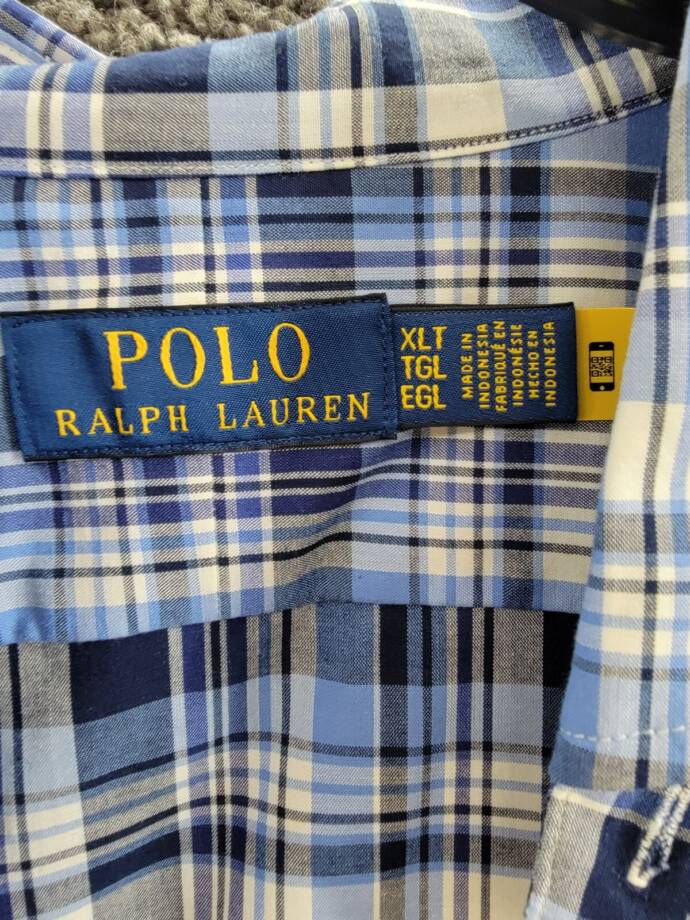 POLO
RALPH LAUREN
XLT
TGL
EGL
MADE IN
INDONESIA
FABRIQUÉ EN
INDONÉSIE
HECHO EN
INDONESIA